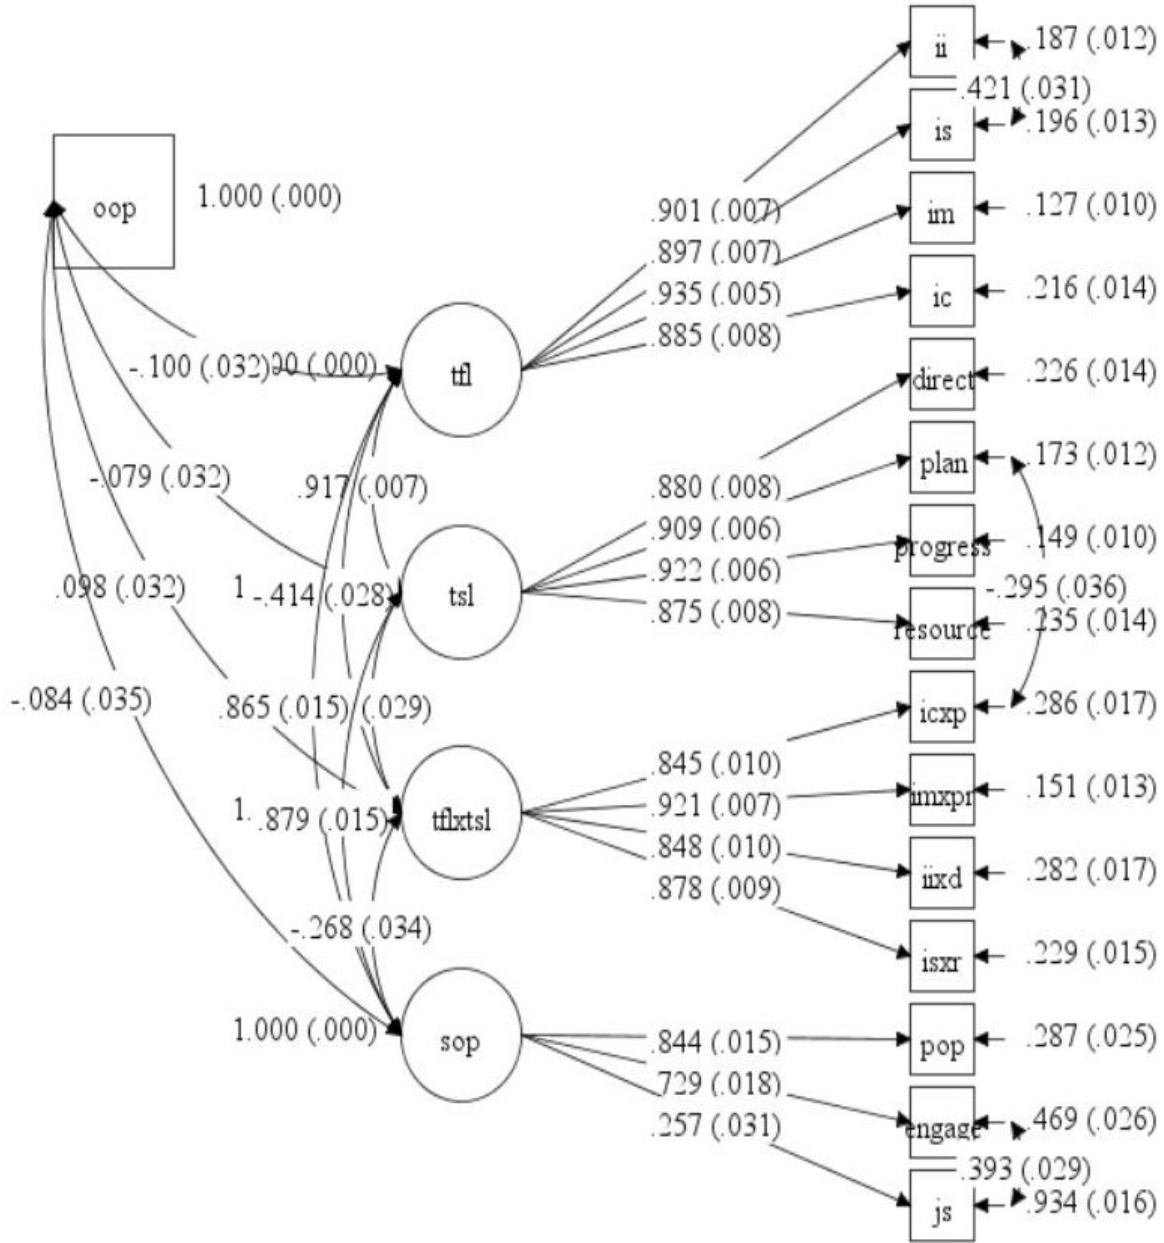 ii
.187 (.012)
.421 (.031)
is
.196 (.013)
oop
1.000 (.000)
.901 (.007)
im
.127 (.010)
.897 (.007)
.935 (.005)
ic
.216 (.014)
.885 (.008)
-.100 (.032)
(.000)
tfl
direct
.226 (.014)
-.079 (.032)
.917 (.007)
.880 (.008)
plan
.173 (.012)
.909 (.006)
progress
.149 (.010)
.922 (.006)
.098 (.032)
-.414 (.028)
tsl
.875 (.008)
-.295 (.036)
resource
.235 (.014)
-.084 (.035)
.865 (.015)
(.029)
icxp
.286 (.017)
.845 (.010)
.921 (.007)
imxpr
.151 (.013)
1.
.879 (.015)
tflxtsl
.848 (.010)
iixd
.282 (.017)
.878 (.009)
-.268 (.034)
isxr
.229 (.015)
1.000 (.000)
sop
.844 (.015)
pop
.287 (.025)
.729 (.018)
.257 (.031)
engage
.469 (.026)
.393 (.029)
js
.934 (.016)